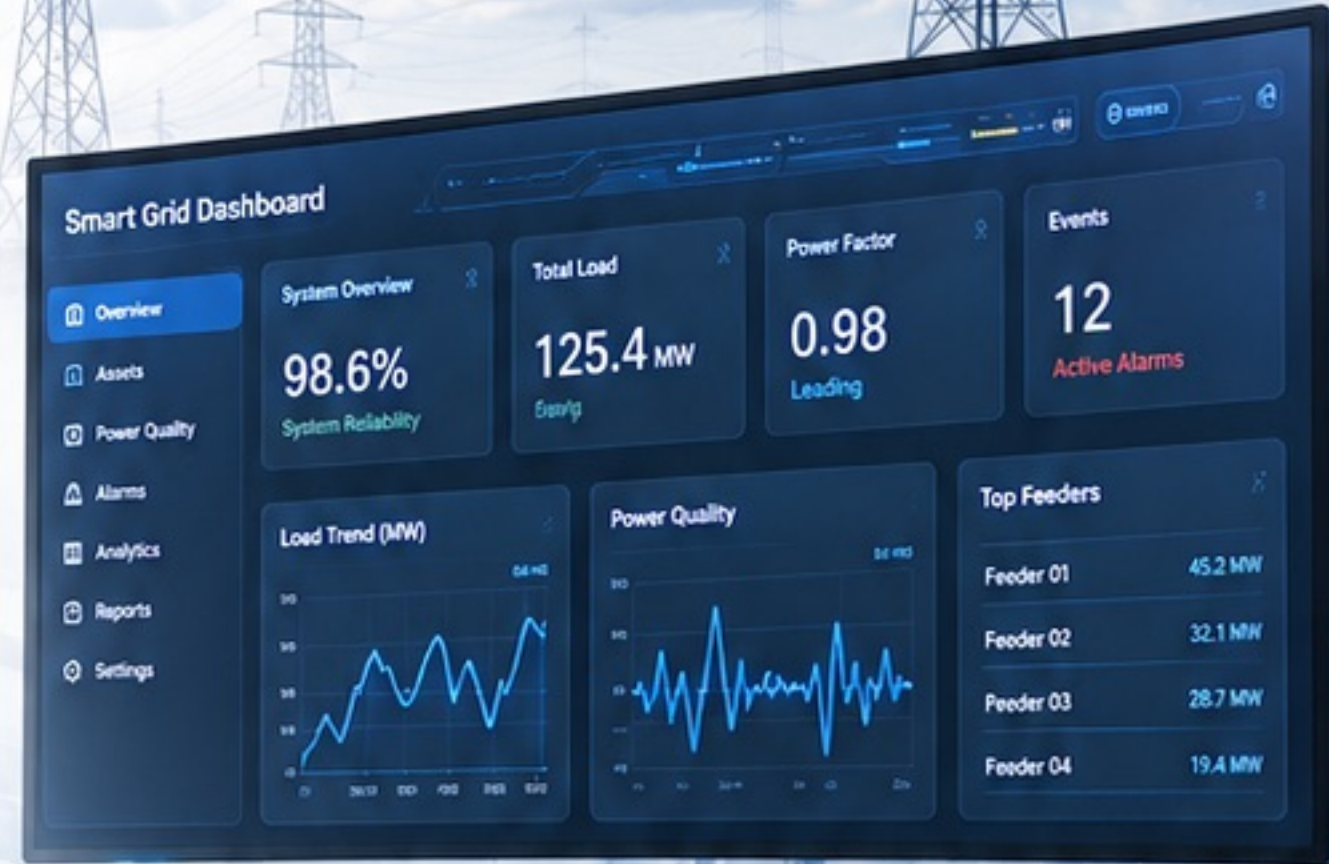 Smart Grid Dashboard
Overview
Assets
Power Quality
Alarms
Analytics
Reports
Settings
System Overview
98.6%
System Reliability
Total Load
125.4 MW
Power Factor
0.98
Leading
Events
12
Active Alarms
Load Trend (MW)
Power Quality
Top Feeders
Feeder 01 45.2 MW
Feeder 02 32.1 MW
Feeder 03 28.7 MW
Feeder 04 19.4 MW